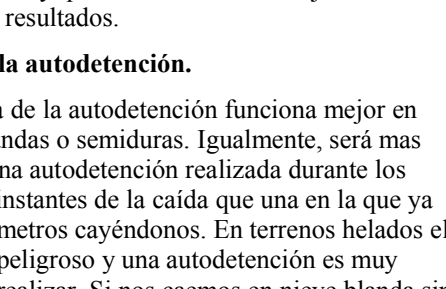 resultados.
la autodetención.
de la autodetención funciona mejor en
ndas o semiduras. Igualmente, será mas
na autodetención realizada durante los
instantes de la caída que una en la que ya
metros cayéndonos. En terrenos helados el
peligroso y una autodetención es muy
realizar. Si nos caemos en nieve blanda sin